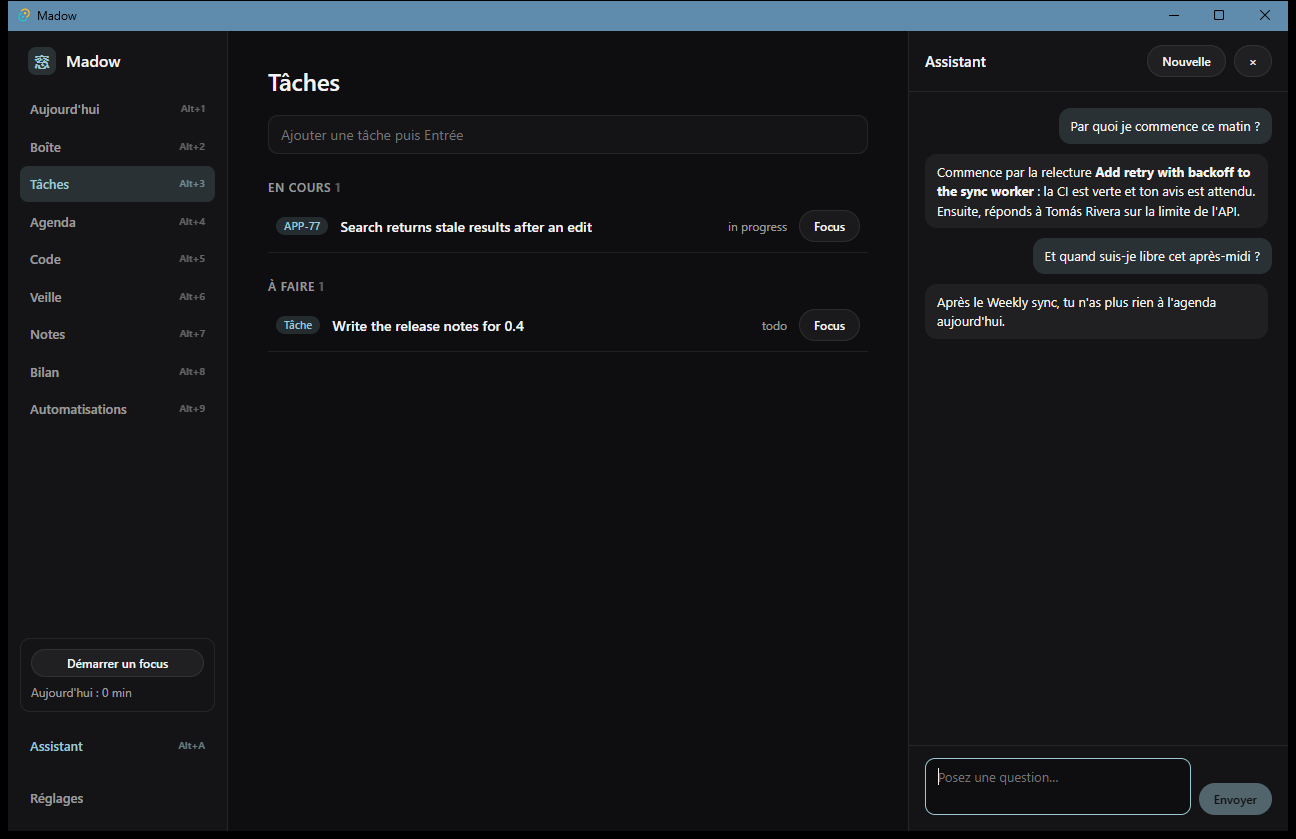 Madow
窓
Madow
Aujourd'hui Alt+1
Boîte Alt+2
Tâches Alt+3
Agenda Alt+4
Code Alt+5
Veille Alt+6
Notes Alt+7
Bilan Alt+8
Automatisations Alt+9
Démarrer un focus
Aujourd'hui : 0 min
Assistant Alt+A
Réglages
Tâches
Ajouter une tâche puis Entrée
EN COURS 1
APP-77 Search returns stale results after an edit in progress Focus
À FAIRE 1
Tâche Write the release notes for 0.4 todo Focus
Assistant Nouvelle ×
Par quoi je commence ce matin ?
Commence par la relecture Add retry with backoff to
the sync worker : la CI est verte et ton avis est attendu.
Ensuite, réponds à Tomás Rivera sur la limite de l'API.
Et quand suis-je libre cet après-midi ?
Après le Weekly sync, tu n'as plus rien à l'agenda
aujourd'hui.
Posez une question…
Envoyer